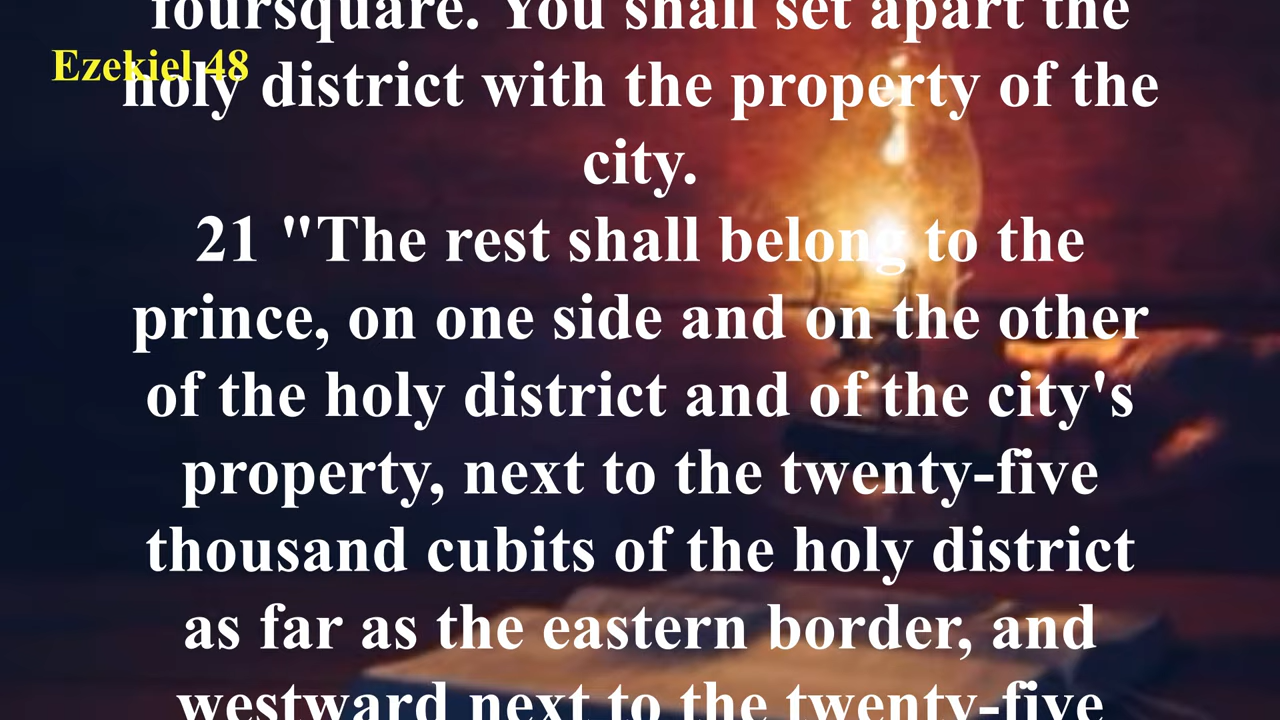 foursquare. You shall set apart the
Ezekiel 48
holy district with the property of the
city.
21 "The rest shall belong to the
prince, on one side and on the other
of the holy district and of the city's
property, next to the twenty-five
thousand cubits of the holy district
as far as the eastern border, and
westward next to the twenty-five